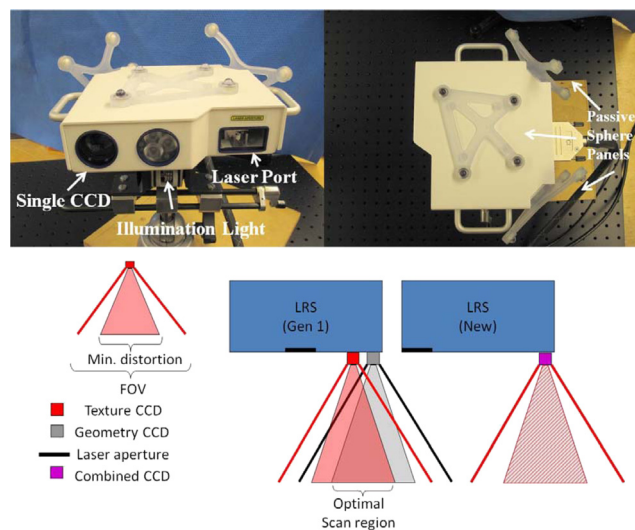 Single CCD
Illumination Light
Laser Port
Passive
Sphere
Panels
Min. distortion
FOV
Texture CCD
Geometry CCD
Laser aperture
Combined CCD
LRS
(Gen 1)
LRS
(New)
Optimal
Scan region